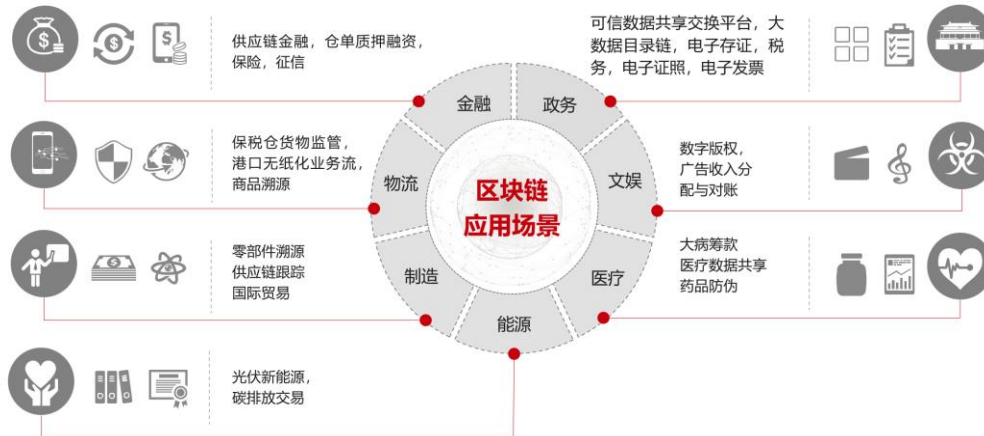 供应链金融，仓单质押融资，
保险，征信
可信数据共享交换平台，大
数据目录链，电子存证，税
务，电子证照，电子发票
金融
政务
保税仓货物监管，
港口无纸化业务流，
商品溯源
数字版权，
广告收入分
配与对账
物流
文娱
区块链
应用场景
零部件溯源
供应链跟踪
国际贸易
大病筹款
医疗数据共享
药品防伪
制造
医疗
能源
光伏新能源，
碳排放交易